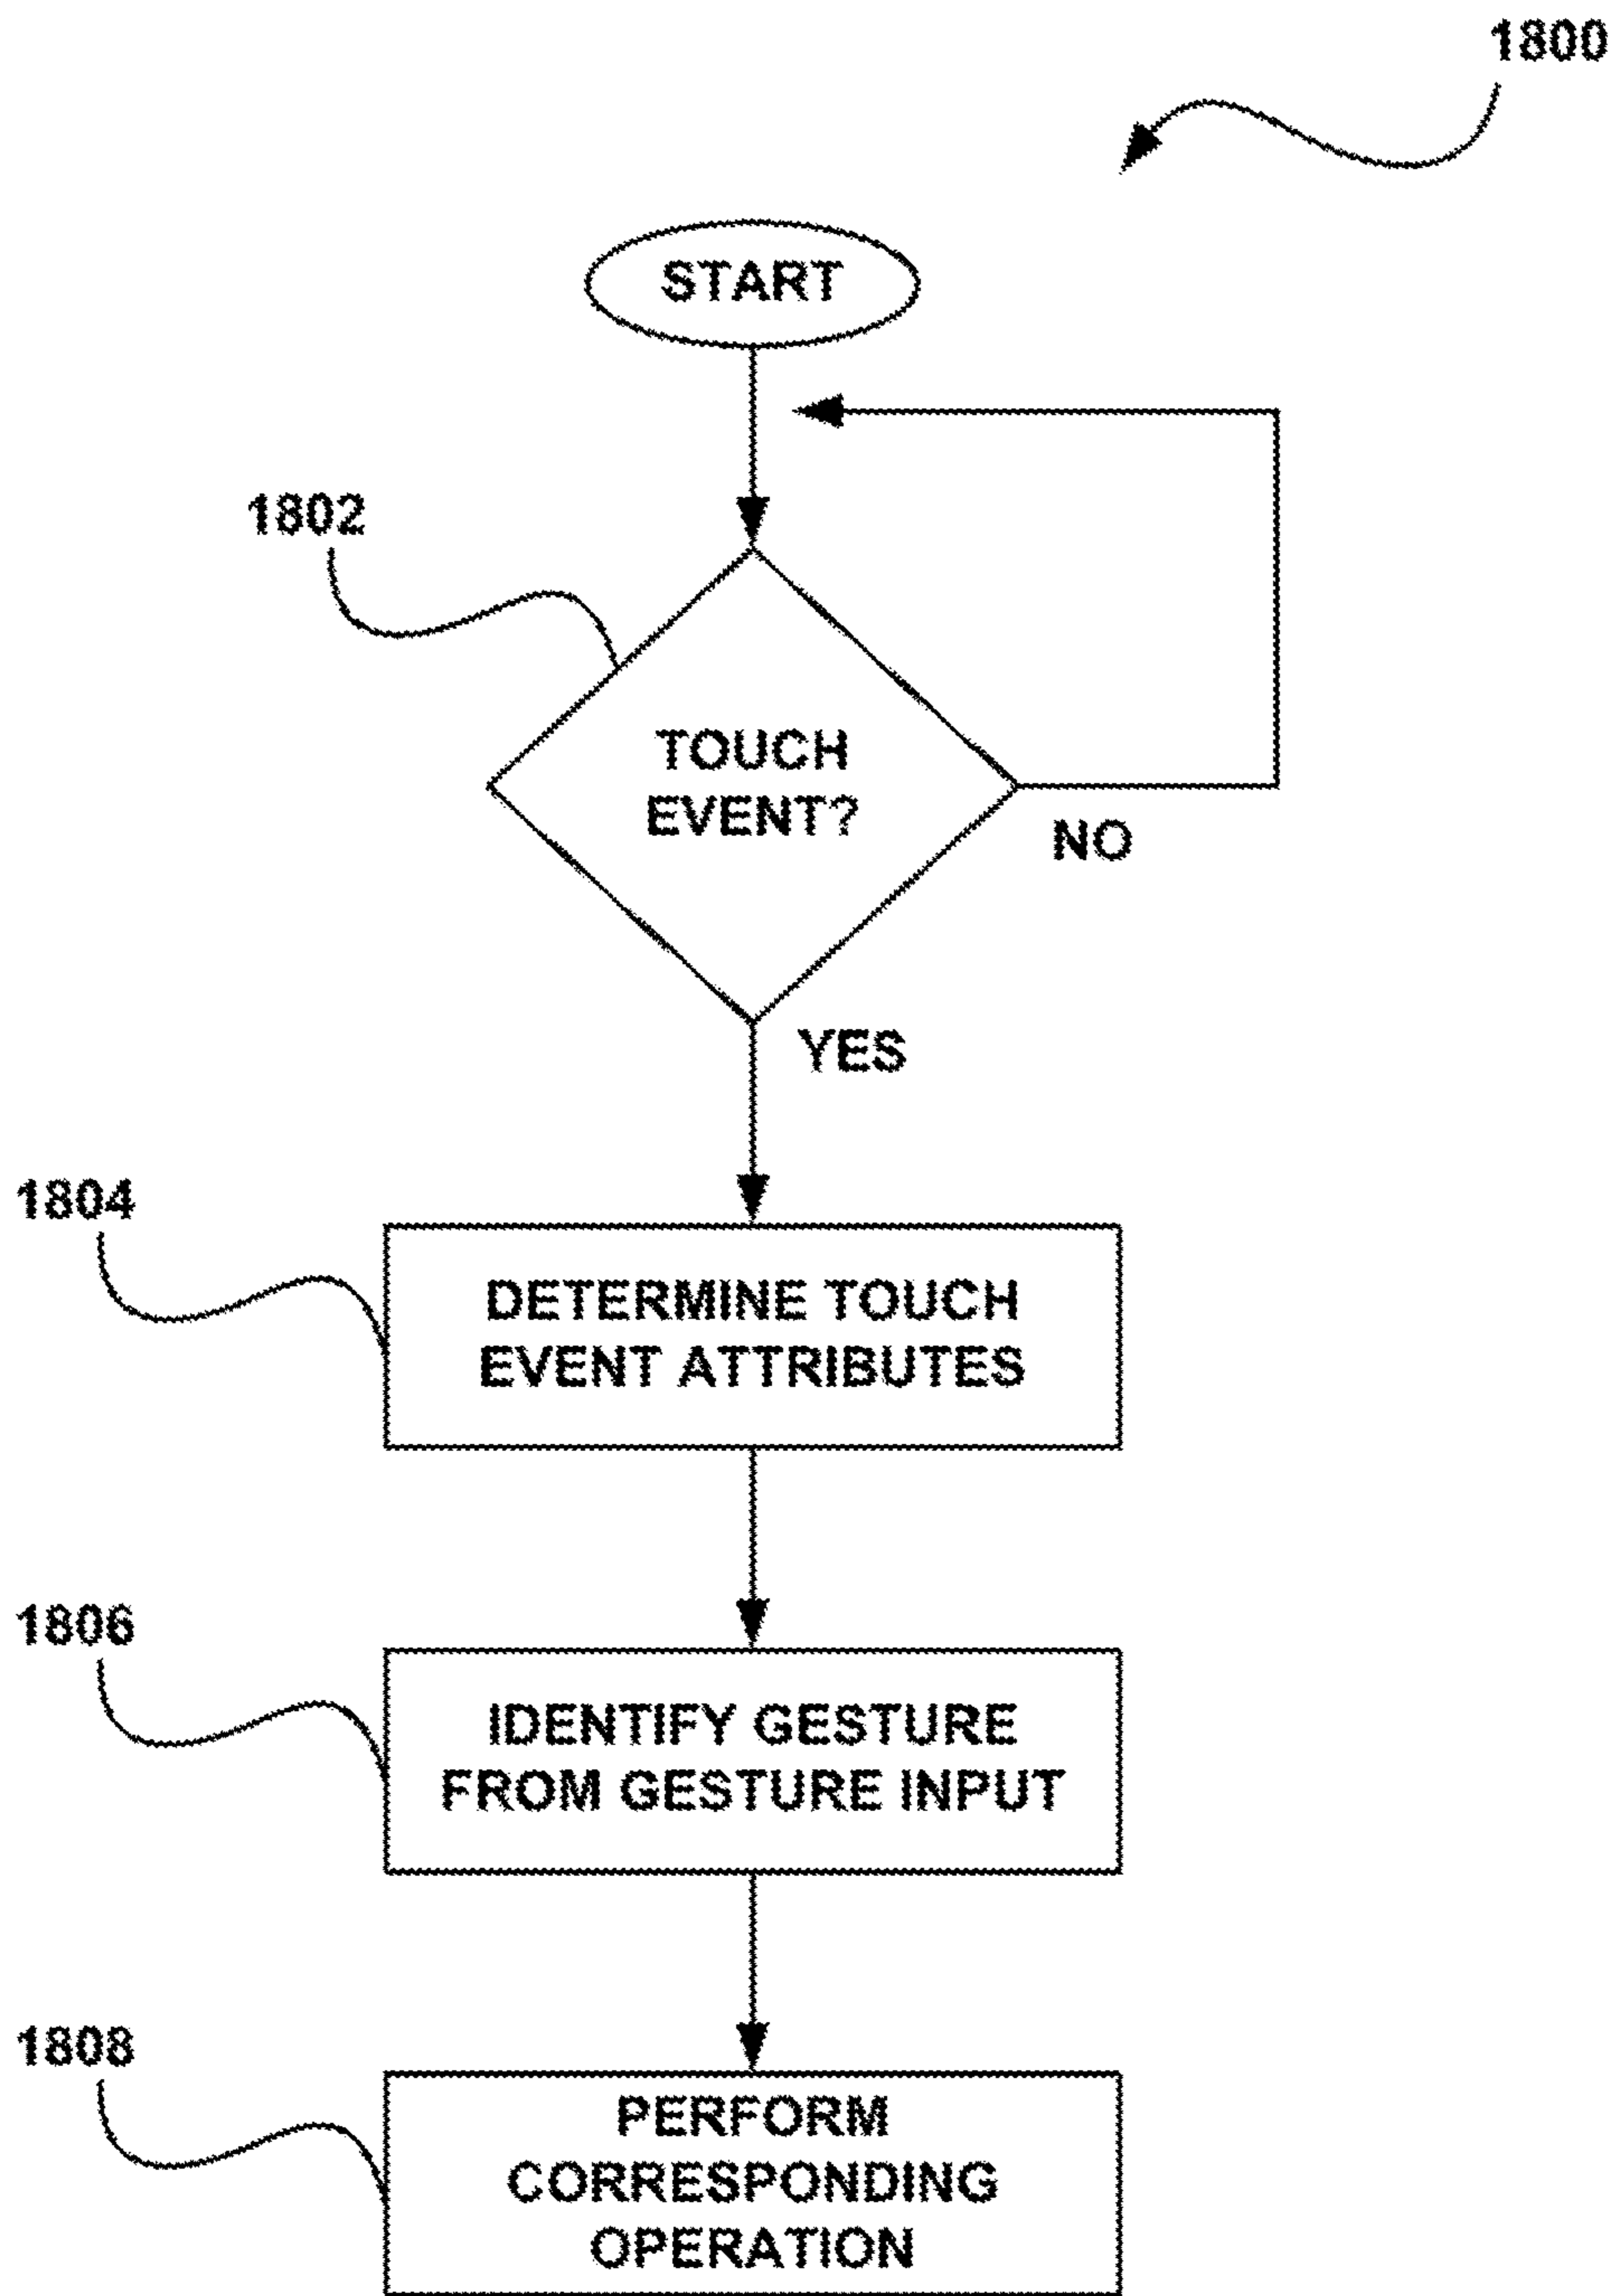 1800
START
1802
TOUCH
EVENT?
NO
YES
1804
DETERMINE TOUCH
EVENT ATTRIBUTES
1806
IDENTIFY GESTURE
FROM GESTURE INPUT
1808
PERFORM
CORRESPONDING
OPERATION